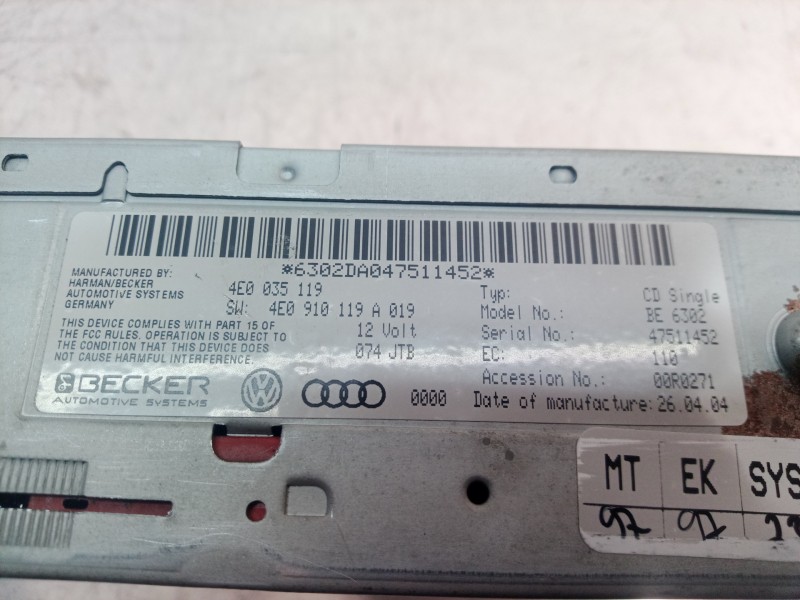 *6302DA047511452*
MANUFACTURED BY:
HARMAN/BECKER
AUTOMOTIVE SYSTEMS
GERMANY
4E0 035 119
SW: 4E0 910 119 A 019
THIS DEVICE COMPLIES WITH PART 15 OF
THE FCC RULES. OPERATION IS SUBJECT TO
THE CONDITION THAT THIS DEVICE DOES
NOT CAUSE HARMFUL INTERFERENCE.
12 Volt
074 JTB
Typ: CD Single
Model No.: BE 6302
Serial No.: 47511452
EC: 110
Accession No.: 00R0271
BECKER
AUTOMOTIVE SYSTEMS
0000
Date of manufacture: 26.04.04
MT EK SYS